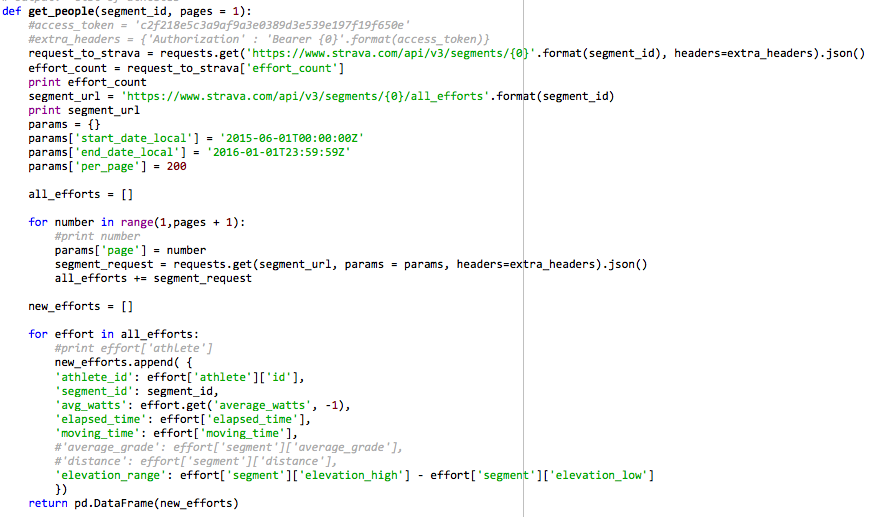 def get_people(segment_id, pages = 1):
#access_token = 'c2f218e5c3a9af9a3e0389d3e539e197f19f650e'
#extra_headers = {'Authorization' : 'Bearer {0}'.format(access_token)}
request_to_strava = requests.get('https://www.strava.com/api/v3/segments/{0}'.format(segment_id), headers=extra_headers).json()
effort_count = request_to_strava['effort_count']
print effort_count
segment_url = 'https://www.strava.com/api/v3/segments/{0}/all_efforts'.format(segment_id)
print segment_url
params = {}
params['start_date_local'] = '2015-06-01T00:00:00Z'
params['end_date_local'] = '2016-01-01T23:59:59Z'
params['per_page'] = 200
all_efforts = []
for number in range(1,pages + 1):
#print number
params['page'] = number
segment_request = requests.get(segment_url, params = params, headers=extra_headers).json()
all_efforts += segment_request
new_efforts = []
for effort in all_efforts:
#print effort['athlete']
new_efforts.append( {
'athlete_id': effort['athlete']['id'],
'segment_id': segment_id,
'avg_watts': effort.get('average_watts', -1),
'elapsed_time': effort['elapsed_time'],
'moving_time': effort['moving_time'],
#'average_grade': effort['segment']['average_grade'],
#'distance': effort['segment']['distance'],
'elevation_range': effort['segment']['elevation_high'] - effort['segment']['elevation_low']
})
return pd.DataFrame(new_efforts)